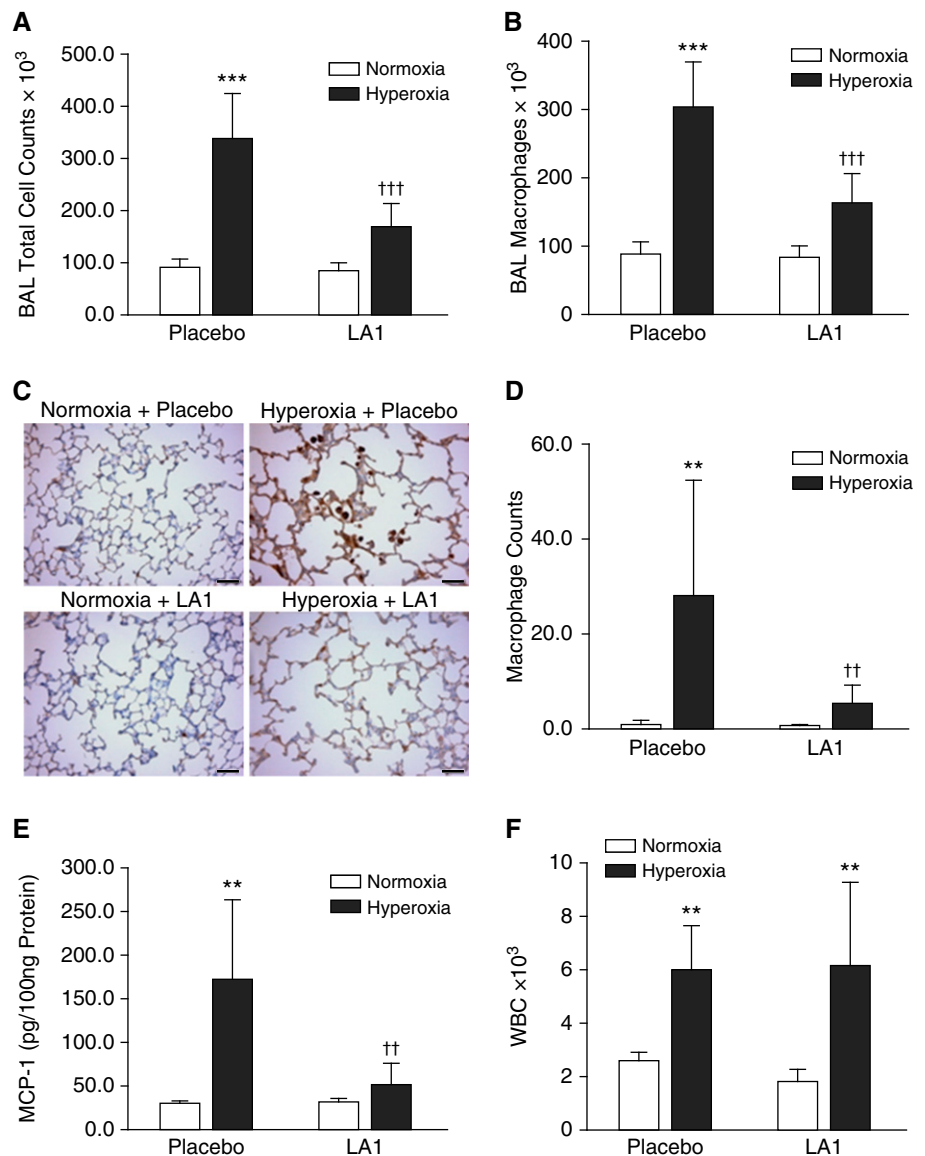 A
BAL Total Cell Counts × 10³
500.0
400.0
300.0
200.0
100.0
0.0
***
†††
Normoxia
Hyperoxia
Placebo
LA1
B
BAL Macrophages × 10³
400
300
200
100
0
***
†††
Normoxia
Hyperoxia
Placebo
LA1
C
Normoxia + Placebo
Hyperoxia + Placebo
Normoxia + LA1
Hyperoxia + LA1
D
Macrophage Counts
60.0
40.0
20.0
0.0
**
††
Normoxia
Hyperoxia
Placebo
LA1
E
MCP-1 (pg/100ng Protein)
300.0
250.0
200.0
150.0
100.0
50.0
0.0
**
††
Normoxia
Hyperoxia
Placebo
LA1
F
WBC ×10³
10
8
6
4
2
0
**
**
Normoxia
Hyperoxia
Placebo
LA1